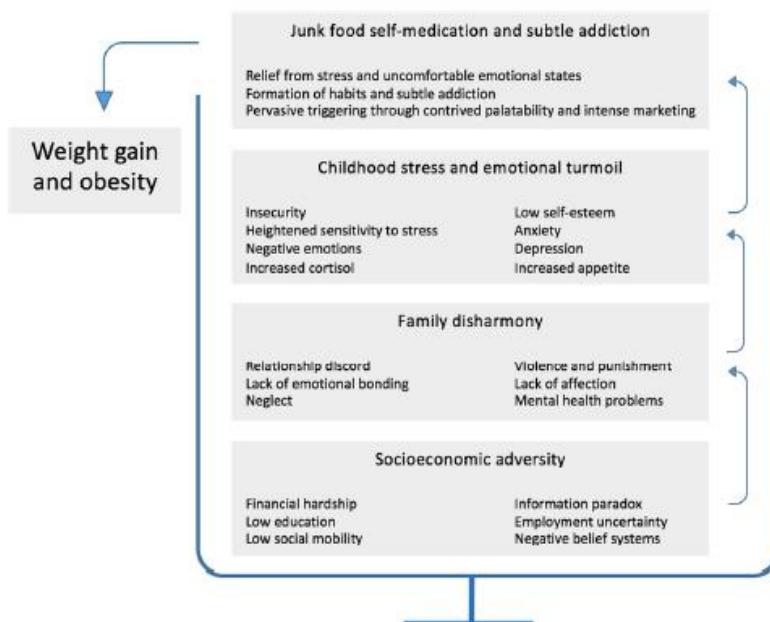 Junk food self-medication and subtle addiction
Relief from stress and uncomfortable emotional states
Formation of habits and subtle addiction
Pervasive triggering through contrived palatability and intense marketing
Weight gain
and obesity
Childhood stress and emotional turmoil
Insecurity
Heightened sensitivity to stress
Negative emotions
Increased cortisol
Low self-esteem
Anxiety
Depression
Increased appetite
Family disharmony
Relationship discord
Lack of emotional bonding
Neglect
Violence and punishment
Lack of affection
Mental health problems
Socioeconomic adversity
Financial hardship
Low education
Low social mobility
Information paradox
Employment uncertainty
Negative belief systems